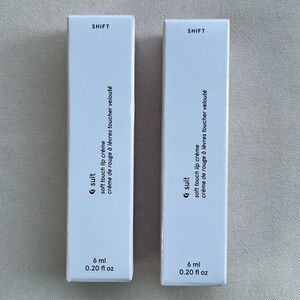 SHIFT
G suit
soft touch lip crème
crème de rouge à lèvres toucher velouté
6 ml
0.20 fl oz
SHIFT
G suit
soft touch lip crème
crème de rouge à lèvres toucher velouté
6 ml
0.20 fl oz